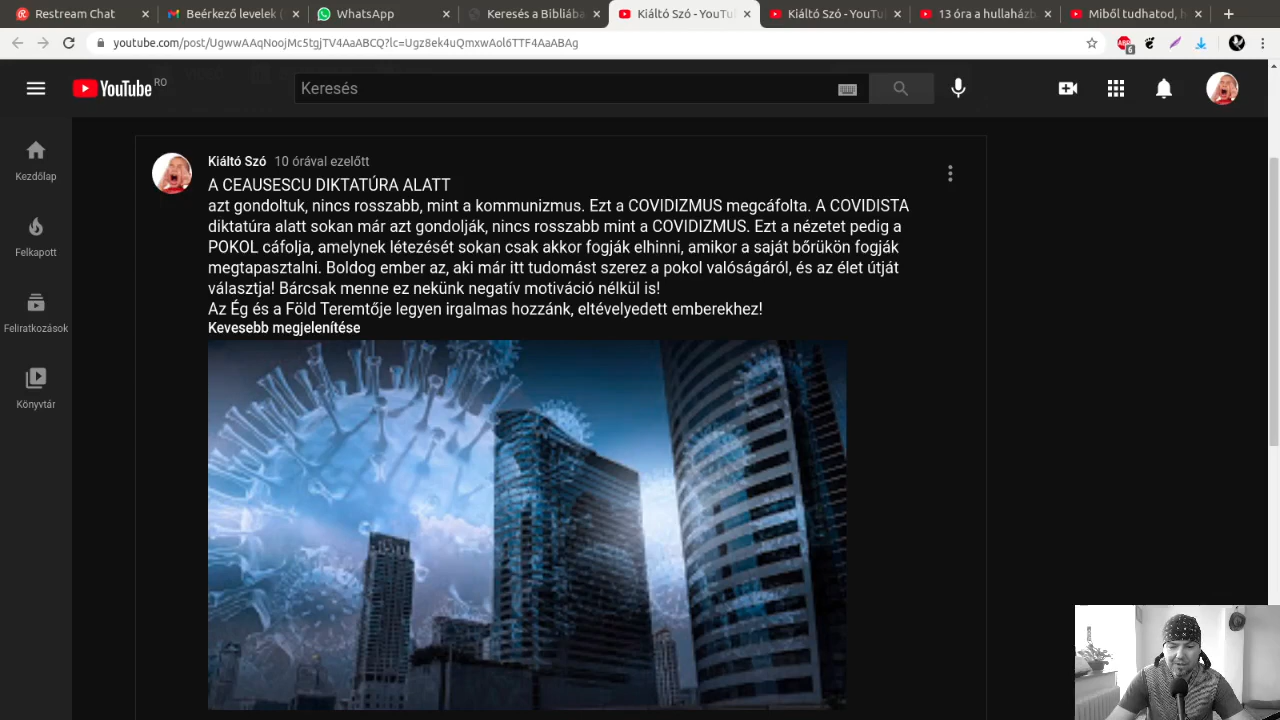 Restream Chat
Beérkező levelek (
WhatsApp
Keresés a Bibliába
Kiáltó Szó - YouTu
Kiáltó Szó - YouTu
13 óra a hullaházb
Miből tudhatod, h
youtube.com/post/UgwwAAqNoojMc5tgjTV4AaABCQ?lc=Ugz8ek4uQmxwAol6TTF4AaABAg
6
YouTube RO
Keresés
Kezdőlap
Felkapott
Feliratkozások
Könyvtár
Kiáltó Szó 10 órával ezelőtt
A CEAUSESCU DIKTATÚRA ALATT
azt gondoltuk, nincs rosszabb, mint a kommunizmus. Ezt a COVIDIZMUS megcáfolta. A COVIDISTA
diktatúra alatt sokan már azt gondolják, nincs rosszabb mint a COVIDIZMUS. Ezt a nézetet pedig a
POKOL cáfolja, amelynek létezését sokan csak akkor fogják elhinni, amikor a saját bőrükön fogják
megtapasztalni. Boldog ember az, aki már itt tudomást szerez a pokol valóságáról, és az élet útját
választja! Bárcsak menne ez nekünk negatív motiváció nélkül is!
Az Ég és a Föld Teremtője legyen irgalmas hozzánk, eltévelyedett emberekhez!
Kevesebb megjelenítése